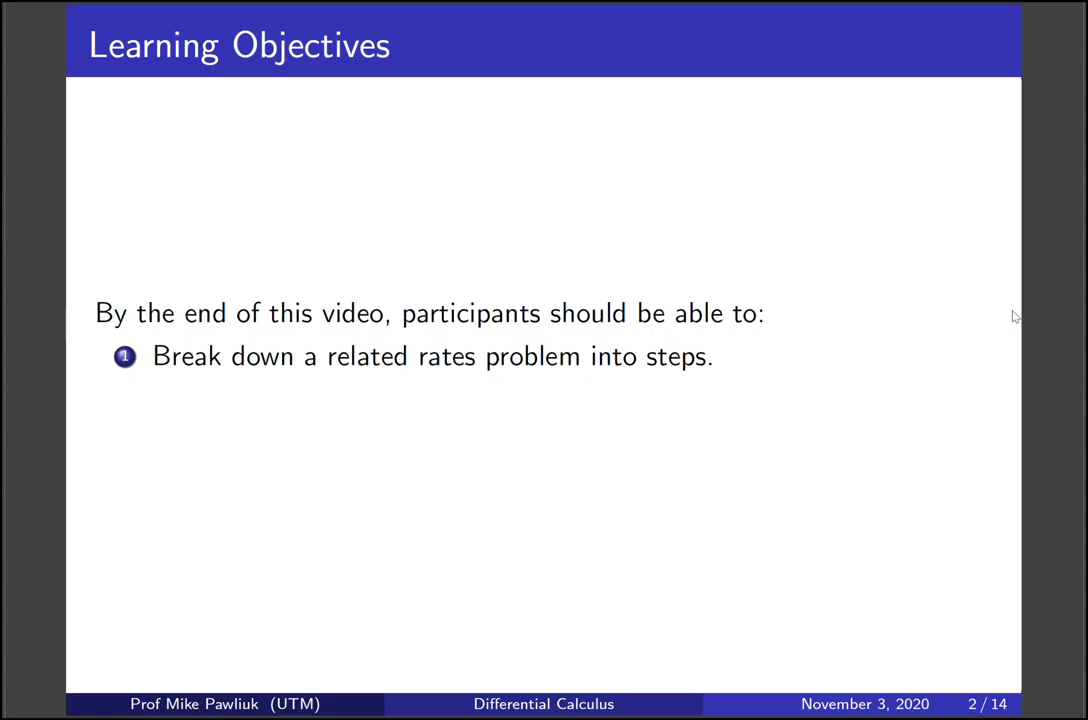 Learning Objectives
By the end of this video, participants should be able to:
1 Break down a related rates problem into steps.
Prof Mike Pawliuk (UTM) Differential Calculus November 3, 2020 2 / 14